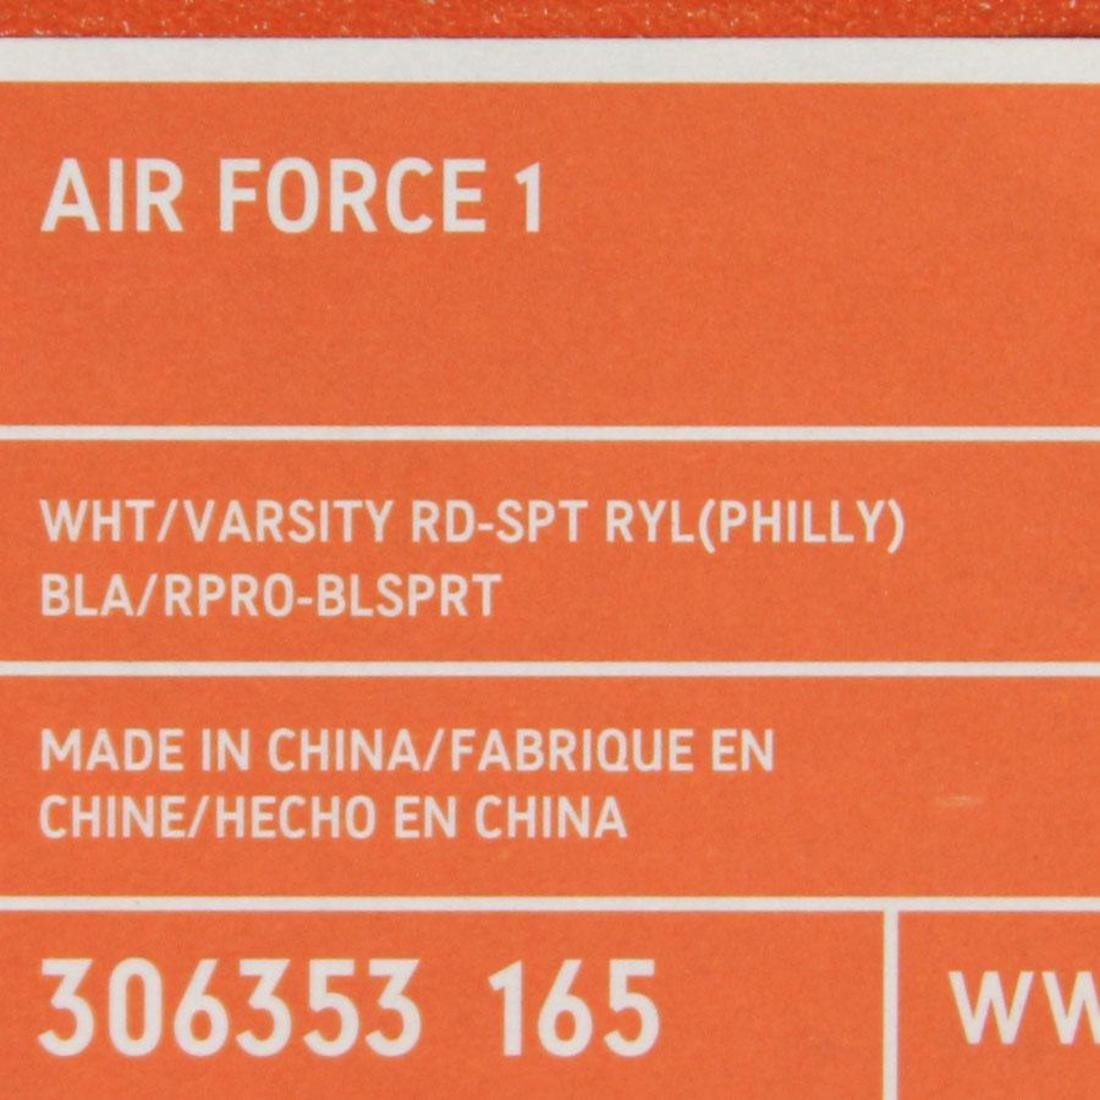 AIR FORCE 1
WHT/VARSITY RD-SPT RYL(PHILLY)
BLA/RPRO-BLSPRT
MADE IN CHINA/FABRIQUE EN
CHINE/HECHO EN CHINA
306353 165
WW